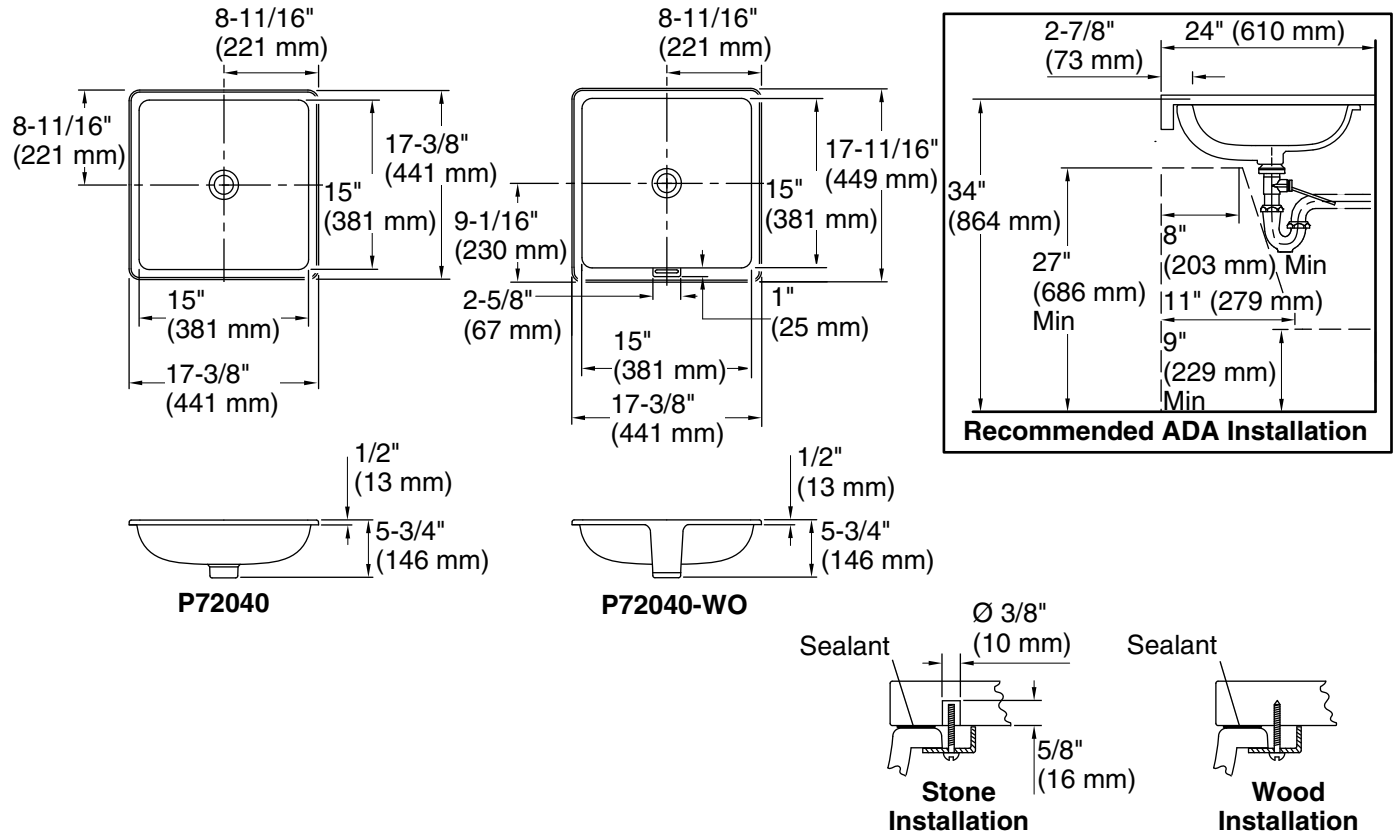 8-11/16"
(221 mm)
8-11/16"
(221 mm)
17-3/8"
(441 mm)
15"
(381 mm)
15"
(381 mm)
17-3/8"
(441 mm)
1/2"
(13 mm)
5-3/4"
(146 mm)
P72040
8-11/16"
(221 mm)
17-11/16"
(449 mm)
15"
(381 mm)
9-1/16"
(230 mm)
2-5/8"
(67 mm)
1"
(25 mm)
15"
(381 mm)
17-3/8"
(441 mm)
1/2"
(13 mm)
5-3/4"
(146 mm)
P72040-WO
2-7/8"
(73 mm)
24" (610 mm)
34"
(864 mm)
27"
(686 mm)
Min
8"
(203 mm) Min
11" (279 mm)
9"
(229 mm)
Min
Recommended ADA Installation
Sealant
Ø 3/8"
(10 mm)
5/8"
(16 mm)
Stone
Installation
Sealant
Wood
Installation